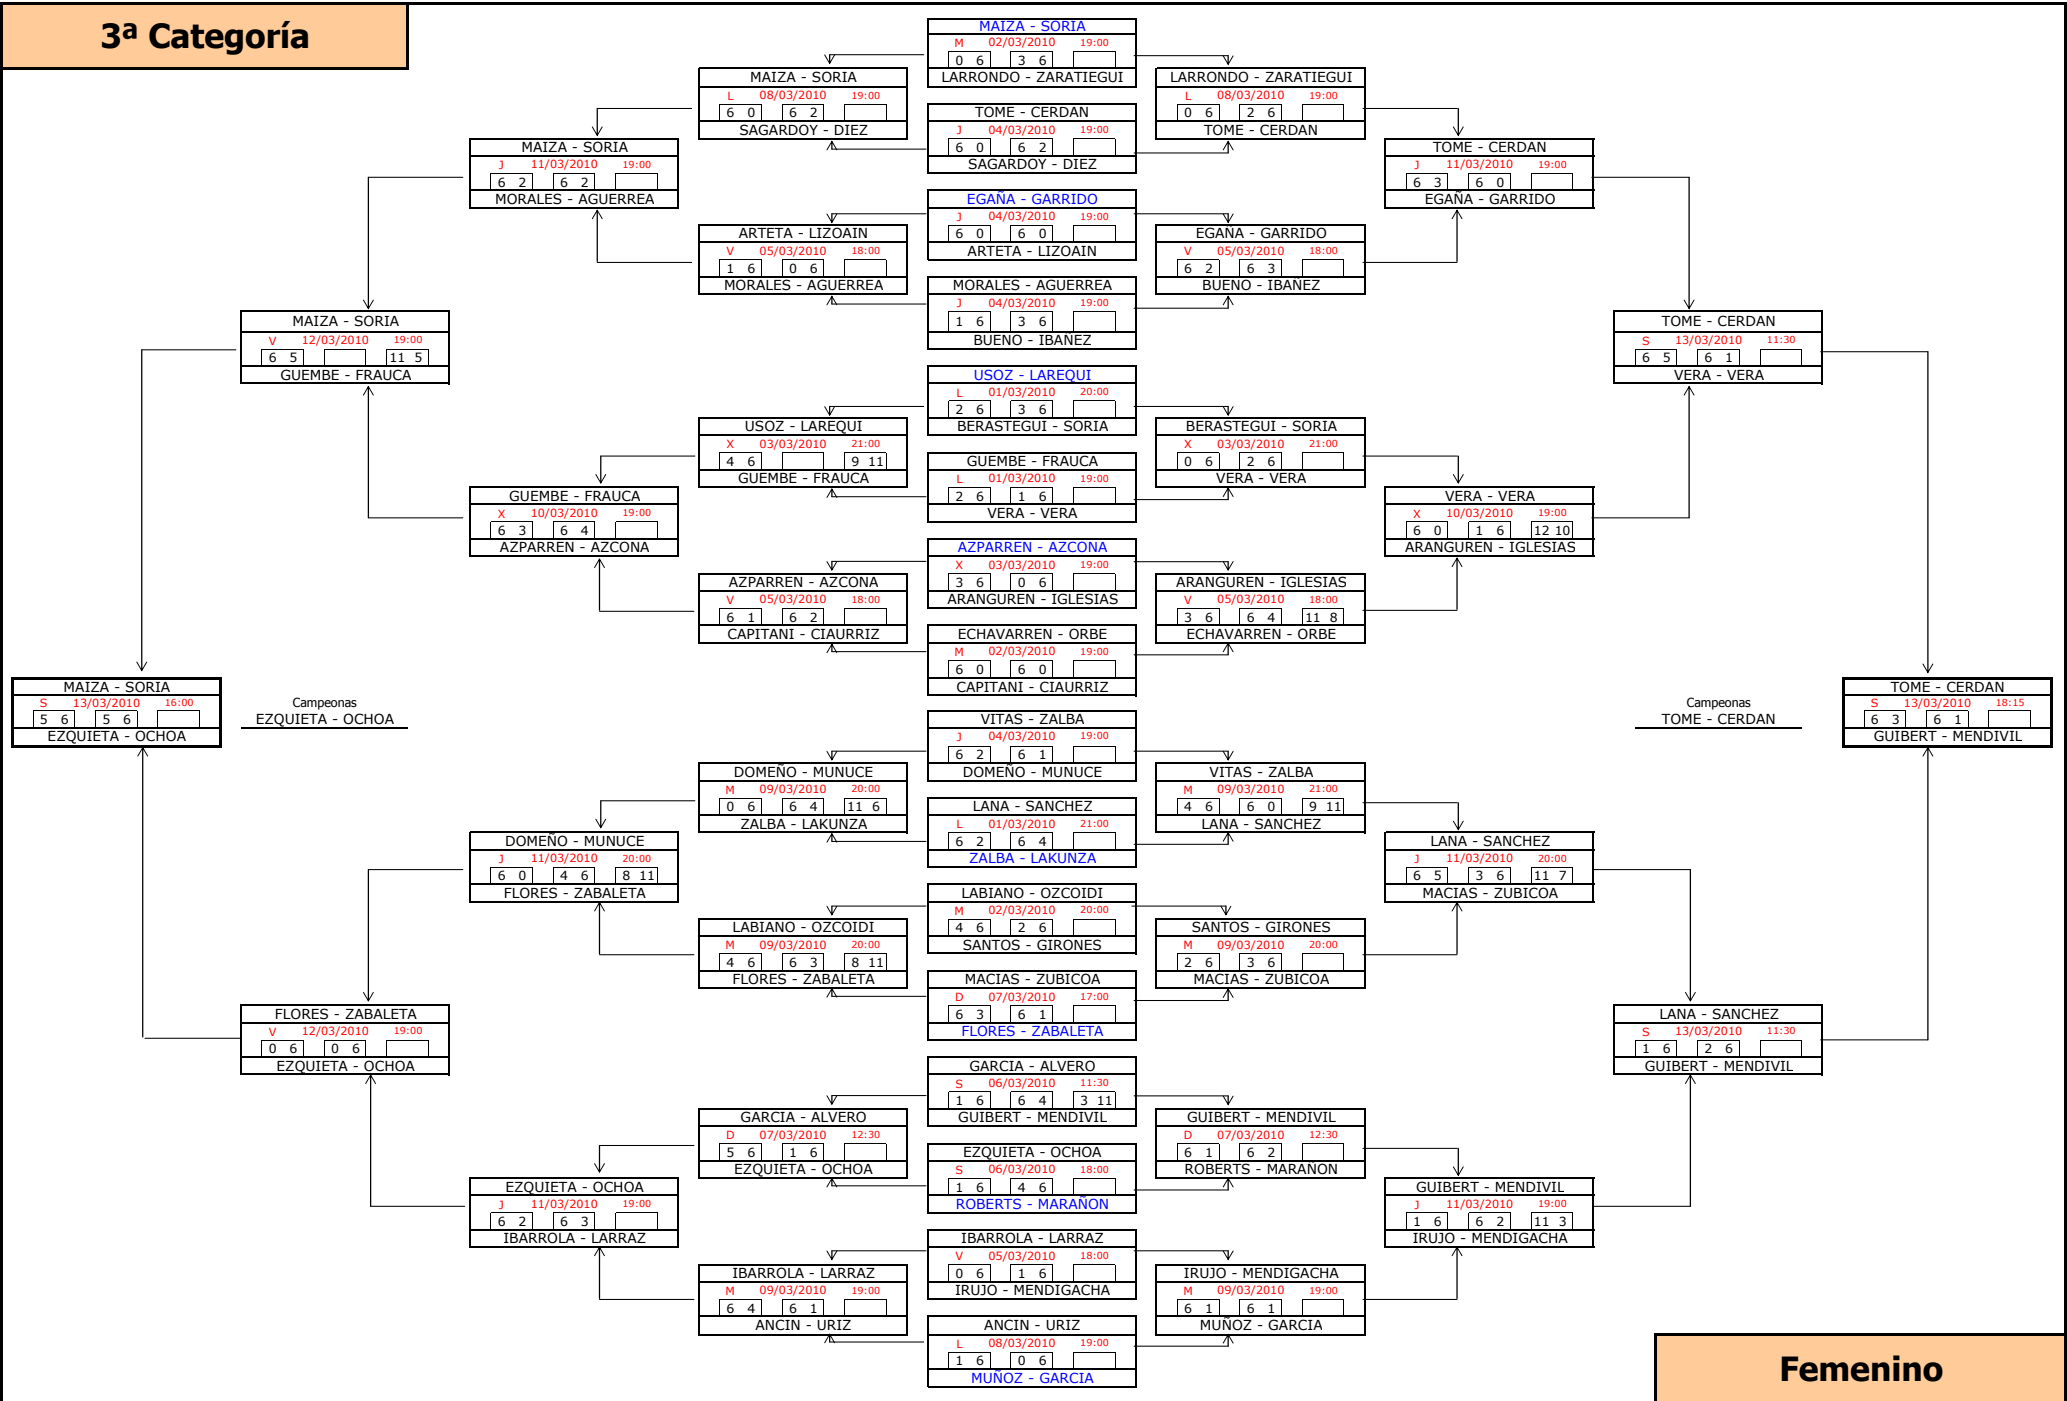 3ª Categoría
MAIZA - SORIA
M 02/03/2010 19:00
0 6 3 6
LARRONDO - ZARATIEGUI
TOME - CERDAN
J 04/03/2010 19:00
6 0 6 2
SAGARDOY - DIEZ
EGAÑA - GARRIDO
J 04/03/2010 19:00
6 0 6 0
ARTETA - LIZOAIN
MORALES - AGUERREA
J 04/03/2010 19:00
1 6 3 6
BUENO - IBAÑEZ
USOZ - LAREQUI
L 01/03/2010 20:00
2 6 3 6
BERASTEGUI - SORIA
GUEMBE - FRAUCA
L 01/03/2010 19:00
2 6 1 6
VERA - VERA
AZPARREN - AZCONA
X 03/03/2010 19:00
3 6 0 6
ARANGUREN - IGLESIAS
ECHAVARREN - ORBE
M 02/03/2010 19:00
6 0 6 0
CAPITANI - CIAURRIZ
VITAS - ZALBA
J 04/03/2010 19:00
6 2 6 1
DOMEÑO - MUNUCE
LANA - SANCHEZ
L 01/03/2010 21:00
6 2 6 4
ZALBA - LAKUNZA
LABIANO - OZCOIDI
M 02/03/2010 20:00
4 6 2 6
SANTOS - GIRONES
MACIAS - ZUBICOA
D 07/03/2010 17:00
6 3 6 1
FLORES - ZABALETA
GARCIA - ALVERO
S 06/03/2010 11:30
1 6 6 4 3 11
GUIBERT - MENDIVIL
EZQUIETA - OCHOA
S 06/03/2010 18:00
1 6 4 6
ROBERTS - MARAÑON
IBARROLA - LARRAZ
V 05/03/2010 18:00
0 6 1 6
IRUJO - MENDIGACHA
ANCIN - URIZ
L 08/03/2010 19:00
1 6 0 6
MUÑOZ - GARCIA
MAIZA - SORIA
L 08/03/2010 19:00
6 0 6 2
SAGARDOY - DIEZ
ARTETA - LIZOAIN
V 05/03/2010 18:00
1 6 0 6
MORALES - AGUERREA
USOZ - LAREQUI
X 03/03/2010 21:00
4 6 9 11
GUEMBE - FRAUCA
AZPARREN - AZCONA
V 05/03/2010 18:00
6 1 6 2
CAPITANI - CIAURRIZ
DOMEÑO - MUNUCE
M 09/03/2010 20:00
0 6 6 4 11 6
ZALBA - LAKUNZA
LABIANO - OZCOIDI
M 09/03/2010 20:00
4 6 6 3 8 11
FLORES - ZABALETA
GARCIA - ALVERO
D 07/03/2010 12:30
5 6 1 6
EZQUIETA - OCHOA
IBARROLA - LARRAZ
M 09/03/2010 19:00
6 4 6 1
ANCIN - URIZ
MAIZA - SORIA
J 11/03/2010 19:00
6 2 6 2
MORALES - AGUERREA
GUEMBE - FRAUCA
X 10/03/2010 19:00
6 3 6 4
AZPARREN - AZCONA
DOMEÑO - MUNUCE
J 11/03/2010 20:00
6 0 4 6 8 11
FLORES - ZABALETA
EZQUIETA - OCHOA
J 11/03/2010 19:00
6 2 6 3
IBARROLA - LARRAZ
MAIZA - SORIA
V 12/03/2010 19:00
6 5 11 5
GUEMBE - FRAUCA
FLORES - ZABALETA
V 12/03/2010 19:00
0 6 0 6
EZQUIETA - OCHOA
MAIZA - SORIA
S 13/03/2010 16:00
5 6 5 6
EZQUIETA - OCHOA
Campeonas
EZQUIETA - OCHOA
LARRONDO - ZARATIEGUI
L 08/03/2010 19:00
0 6 2 6
TOME - CERDAN
EGAÑA - GARRIDO
V 05/03/2010 18:00
6 2 6 3
BUENO - IBAÑEZ
BERASTEGUI - SORIA
X 03/03/2010 21:00
0 6 2 6
VERA - VERA
ARANGUREN - IGLESIAS
V 05/03/2010 18:00
3 6 6 4 11 8
ECHAVARREN - ORBE
VITAS - ZALBA
M 09/03/2010 21:00
4 6 6 0 9 11
LANA - SANCHEZ
SANTOS - GIRONES
M 09/03/2010 20:00
2 6 3 6
MACIAS - ZUBICOA
GUIBERT - MENDIVIL
D 07/03/2010 12:30
6 1 6 2
ROBERTS - MARAÑON
IRUJO - MENDIGACHA
M 09/03/2010 19:00
6 1 6 1
MUÑOZ - GARCIA
TOME - CERDAN
J 11/03/2010 19:00
6 3 6 0
EGAÑA - GARRIDO
VERA - VERA
X 10/03/2010 19:00
6 0 1 6 12 10
ARANGUREN - IGLESIAS
LANA - SANCHEZ
J 11/03/2010 20:00
6 5 3 6 11 7
MACIAS - ZUBICOA
GUIBERT - MENDIVIL
J 11/03/2010 19:00
1 6 6 2 11 3
IRUJO - MENDIGACHA
TOME - CERDAN
S 13/03/2010 11:30
6 5 6 1
VERA - VERA
LANA - SANCHEZ
S 13/03/2010 11:30
1 6 2 6
GUIBERT - MENDIVIL
Campeonas
TOME - CERDAN
TOME - CERDAN
S 13/03/2010 18:15
6 3 6 1
GUIBERT - MENDIVIL
Femenino